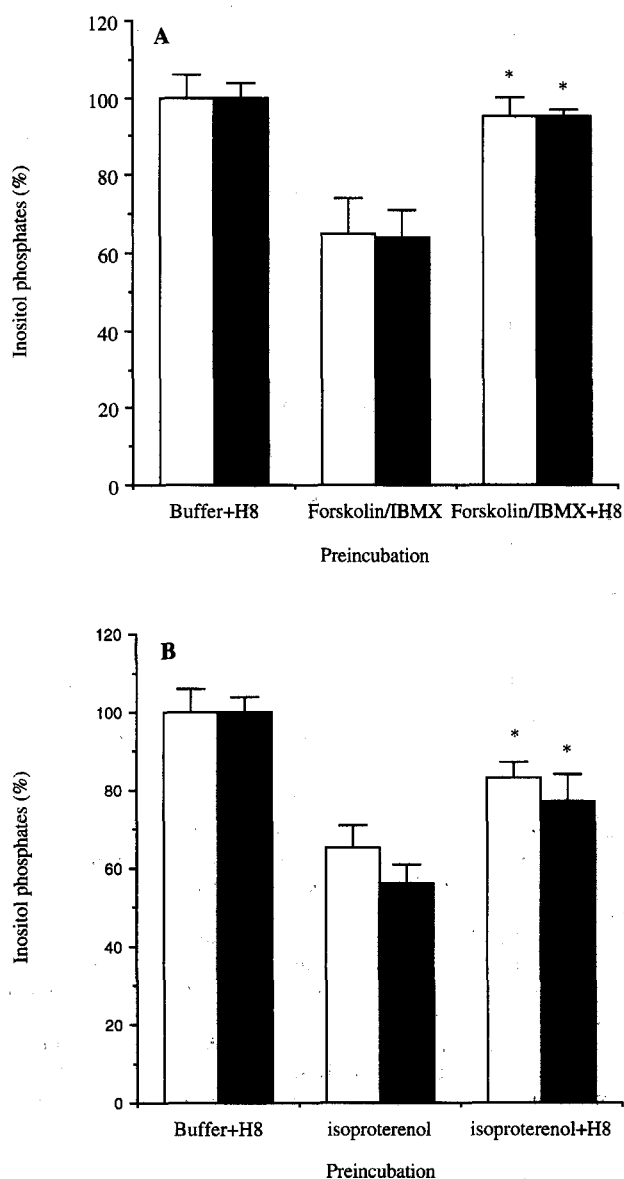 A
120
100
80
60
40
20
0
Inositol phosphates (%)
* *
Buffer+H8 Forskolin/IBMX Forskolin/IBMX+H8
Preincubation
B
120
100
80
60
40
20
0
Inositol phosphates (%)
* *
Buffer+H8 isoproterenol isoproterenol+H8
Preincubation